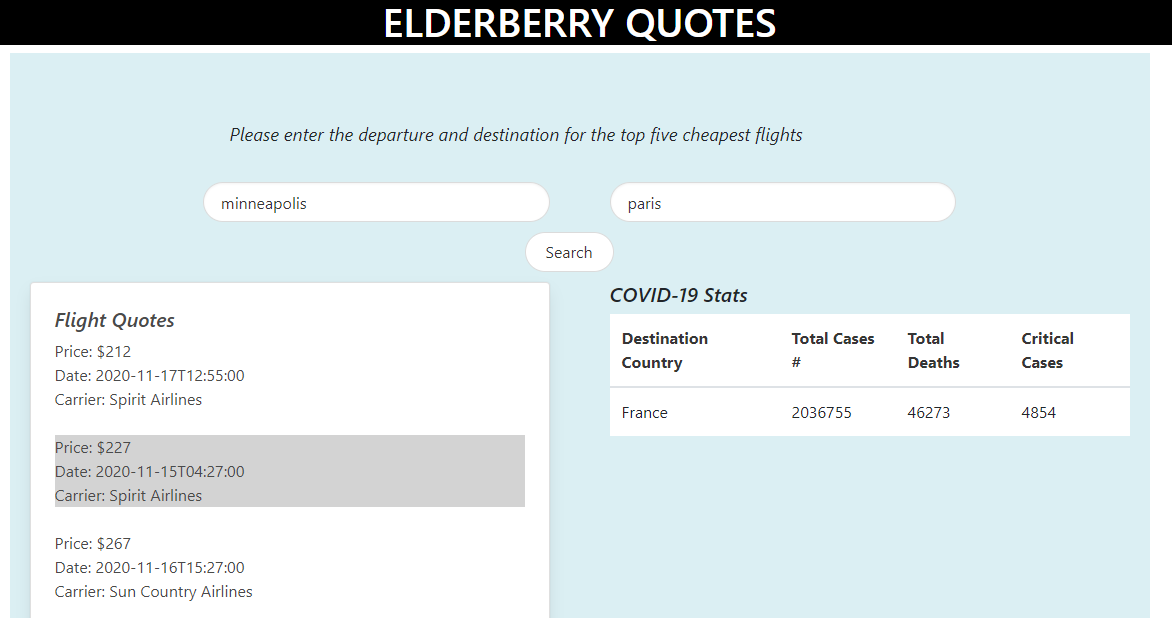 ELDERBERRY QUOTES
Please enter the departure and destination for the top five cheapest flights
minneapolis
paris
Search
Flight Quotes
Price: $212
Date: 2020-11-17T12:55:00
Carrier: Spirit Airlines
Price: $227
Date: 2020-11-15T04:27:00
Carrier: Spirit Airlines
Price: $267
Date: 2020-11-16T15:27:00
Carrier: Sun Country Airlines
COVID-19 Stats
Destination Total Cases Total Critical
Country # Deaths Cases
France 2036755 46273 4854